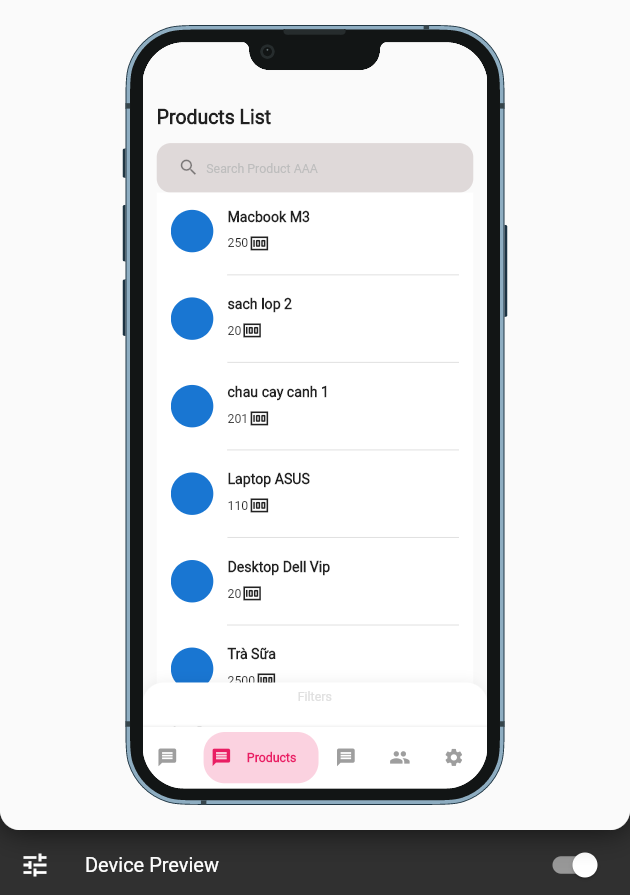 Products List
Search Product AAA
Macbook M3
250
sach lop 2
20
chau cay canh 1
201
Laptop ASUS
110
Desktop Dell Vip
20
Trà Sữa
2500
Filters
Products
Device Preview